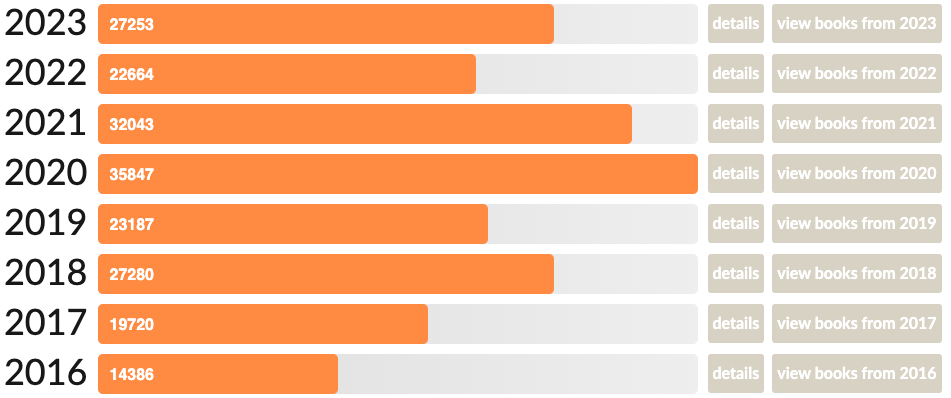 2023 27253 details view books from 2023
2022 22664 details view books from 2022
2021 32043 details view books from 2021
2020 35847 details view books from 2020
2019 23187 details view books from 2019
2018 27280 details view books from 2018
2017 19720 details view books from 2017
2016 14386 details view books from 2016